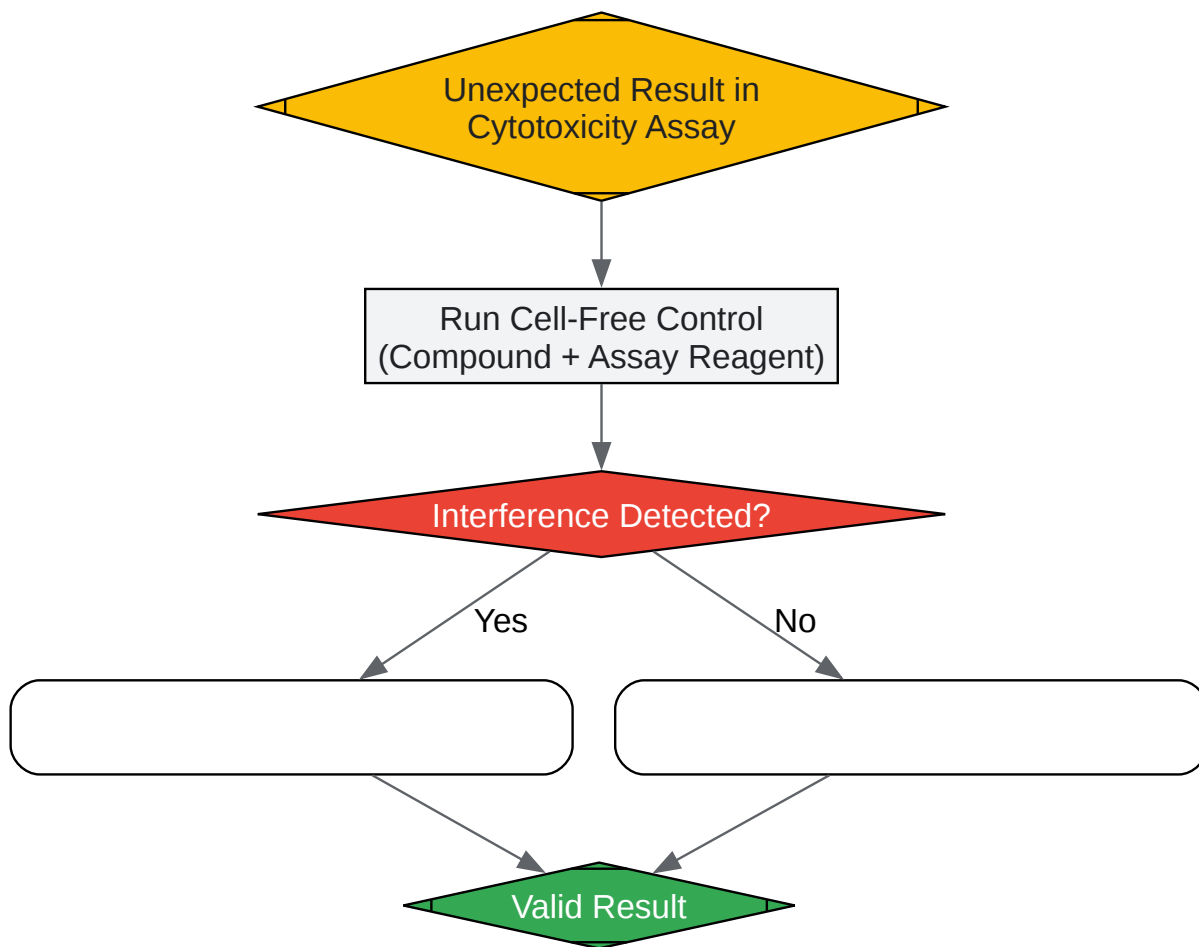 Unexpected Result in
Cytotoxicity Assay
Run Cell-Free Control
(Compound + Assay Reagent)
Interference Detected?
Yes
No
Valid Result